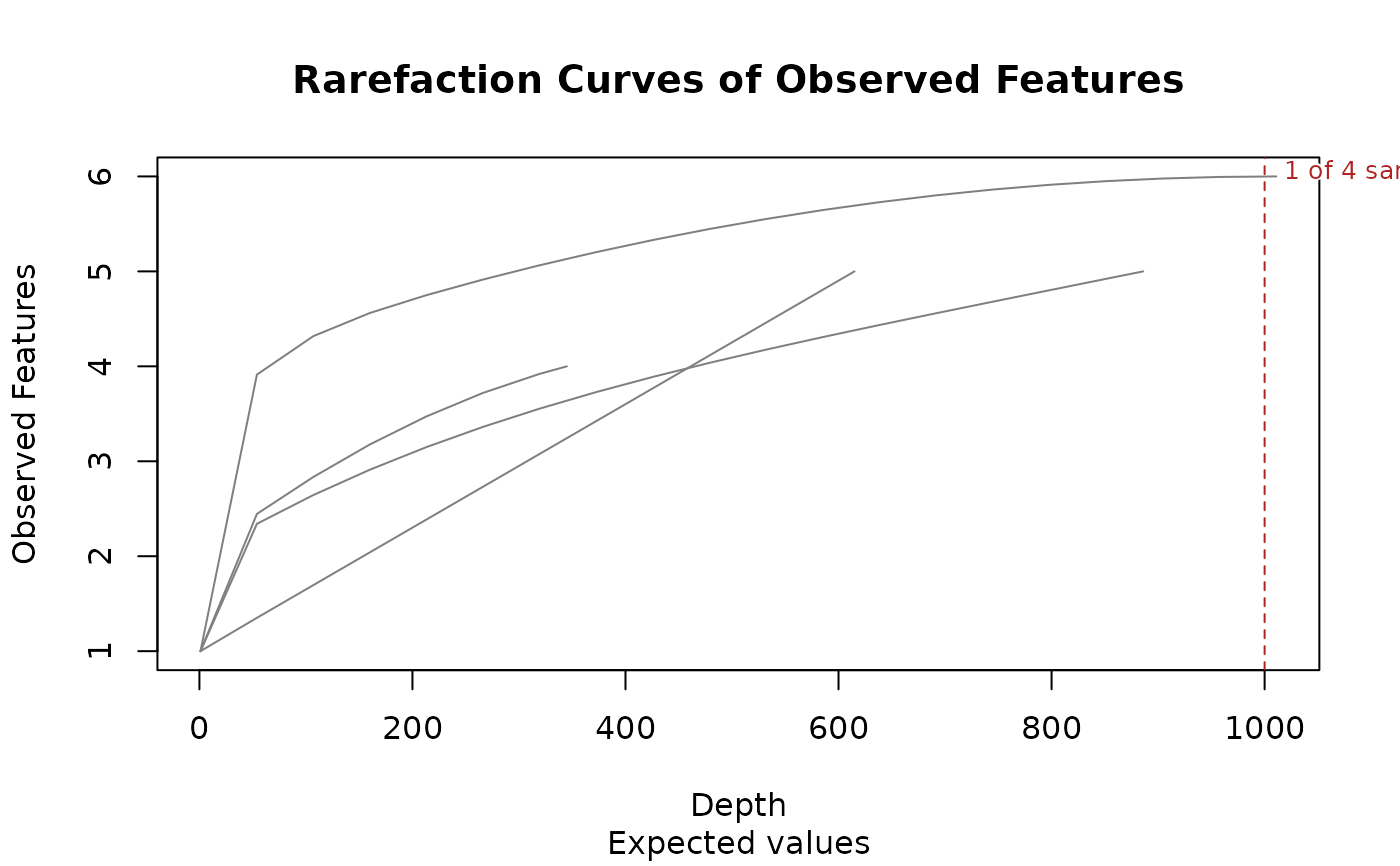 Rarefaction Curves of Observed Features
1 of 4
Observed Features
6
5
4
3
2
1
0 200 400 600 800 1000
Depth
Expected values